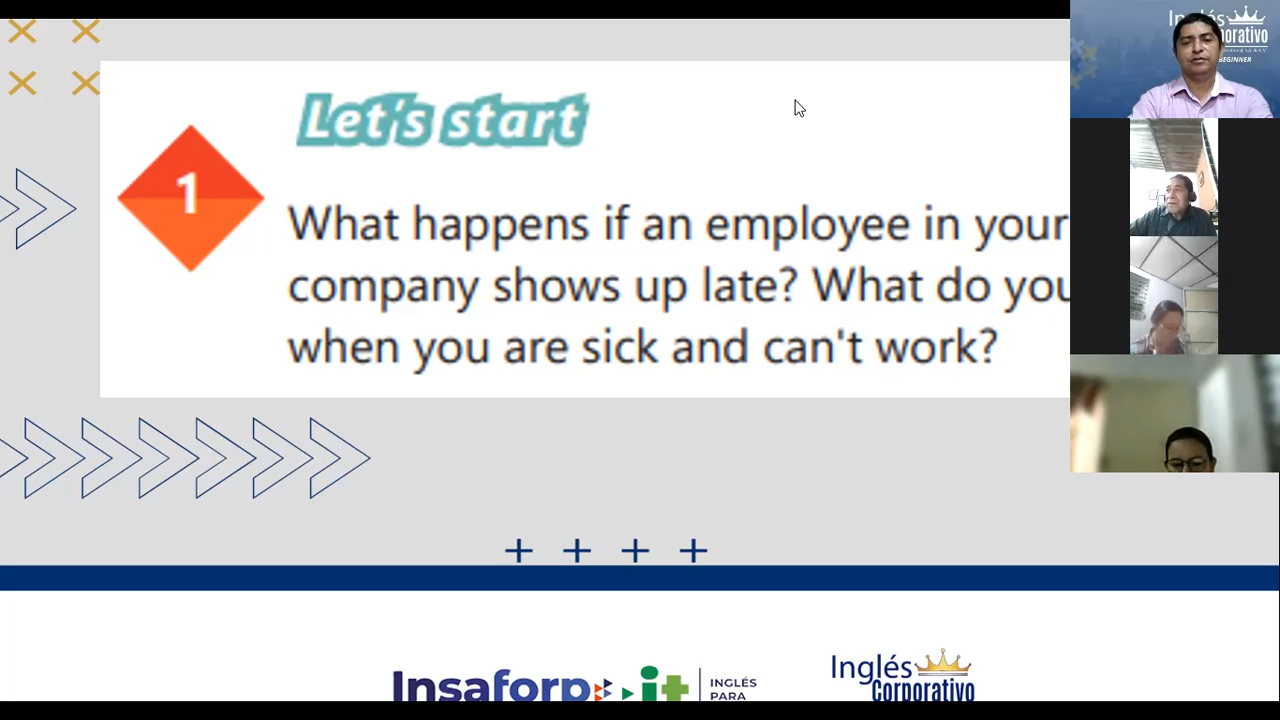 Let's start
1
What happens if an employee in your
company shows up late? What do you
when you are sick and can't work?
Inglés
BEGINNER
Insaforp
it
INGLÉS
PARA
Inglés
Corporativo